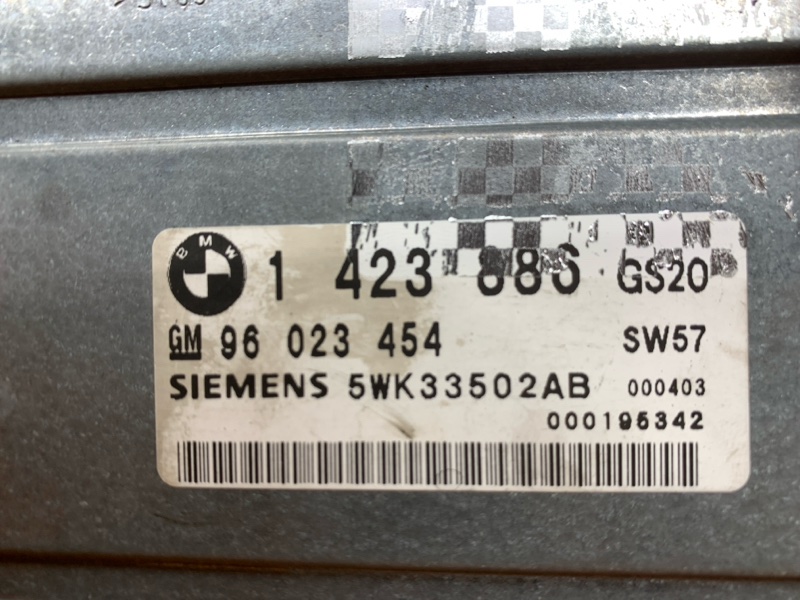 BMW 1 423 886 GS20
GM 96 023 454 SW57
SIEMENS 5WK33502AB 000403
000195342